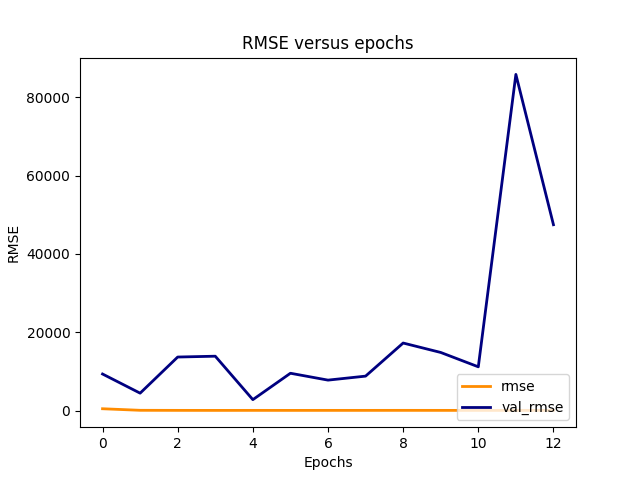 RMSE versus epochs
RMSE
80000
60000
40000
20000
0
0 2 4 6 8 10 12
Epochs
rmse
val_rmse